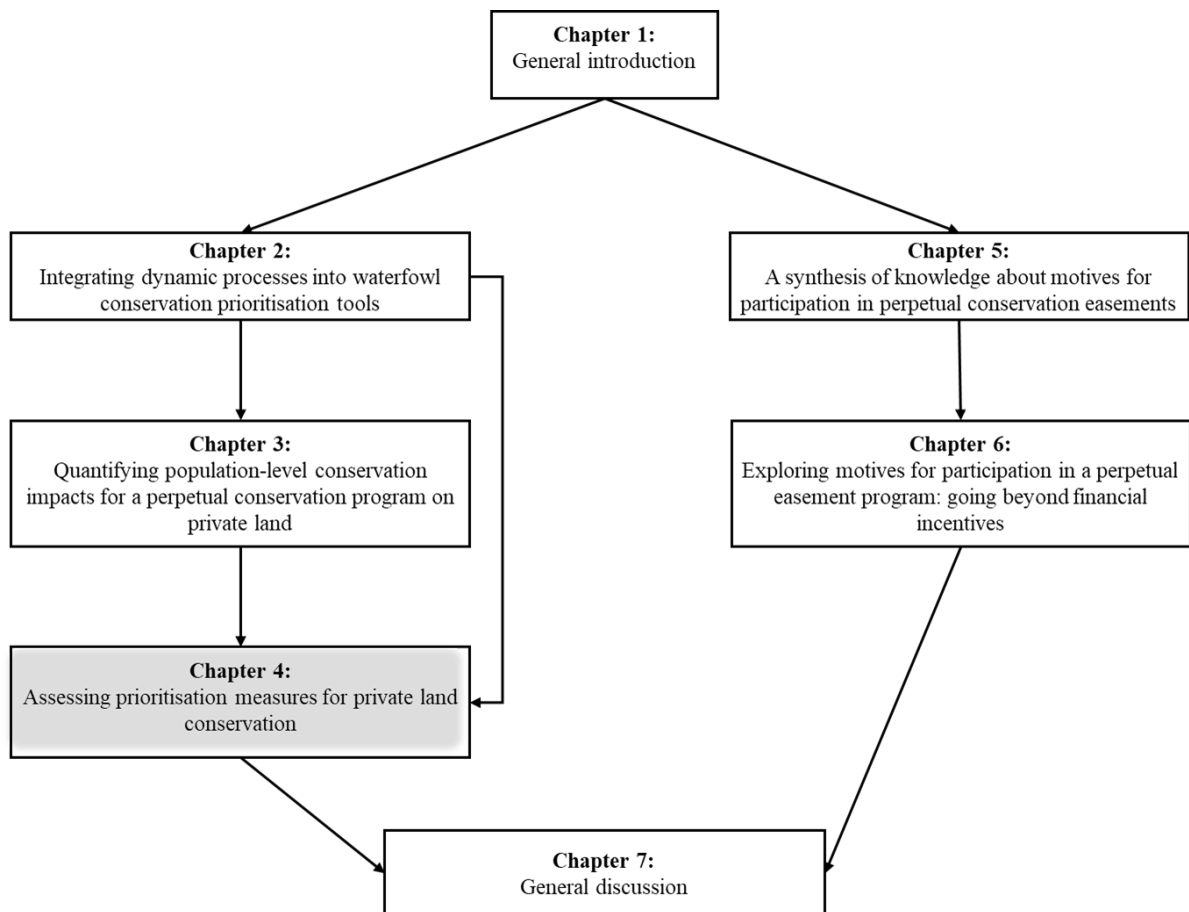 Chapter 1:
General introduction
Chapter 2:
Integrating dynamic processes into waterfowl
conservation prioritisation tools
Chapter 5:
A synthesis of knowledge about motives for
participation in perpetual conservation easements
Chapter 3:
Quantifying population-level conservation
impacts for a perpetual conservation program on
private land
Chapter 6:
Exploring motives for participation in a perpetual
easement program: going beyond financial
incentives
Chapter 4:
Assessing prioritisation measures for private land
conservation
Chapter 7:
General discussion